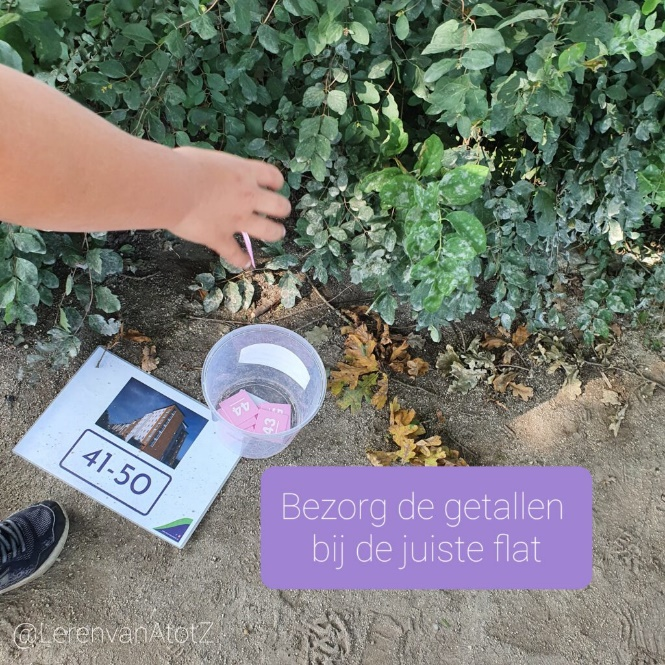 44
43
41-50
Bezorg de getallen
bij de juiste flat
@LerenvanAtotZ